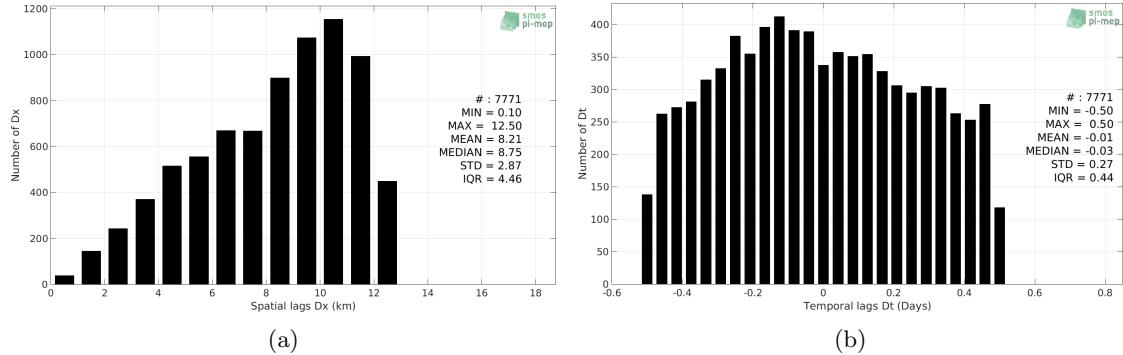 1200
1000
800
600
400
200
0
Number of Dx
smos
pi-mep
# : 7771
MIN = 0.10
MAX = 12.50
MEAN = 8.21
MEDIAN = 8.75
STD = 2.87
IQR = 4.46
0 2 4 6 8 10 12 14 16 18
Spatial lags Dx (km)
(a)
400
350
300
250
200
150
100
50
0
Number of Dt
smos
pi-mep
# : 7771
MIN = -0.50
MAX = 0.50
MEAN = -0.01
MEDIAN = -0.03
STD = 0.27
IQR = 0.44
-0.6 -0.4 -0.2 0 0.2 0.4 0.6 0.8
Temporal lags Dt (Days)
(b)